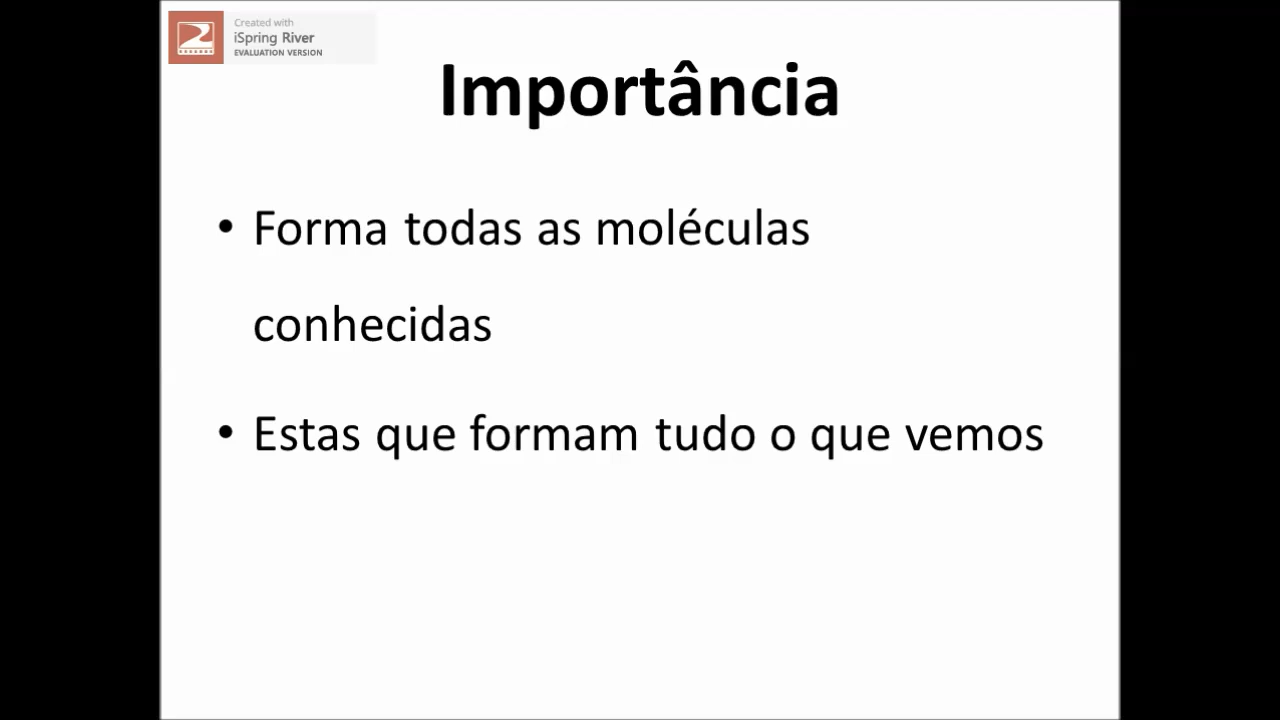 Created with
iSpring River
EVALUATION VERSION
Importância
• Forma todas as moléculas
conhecidas
• Estas que formam tudo o que vemos